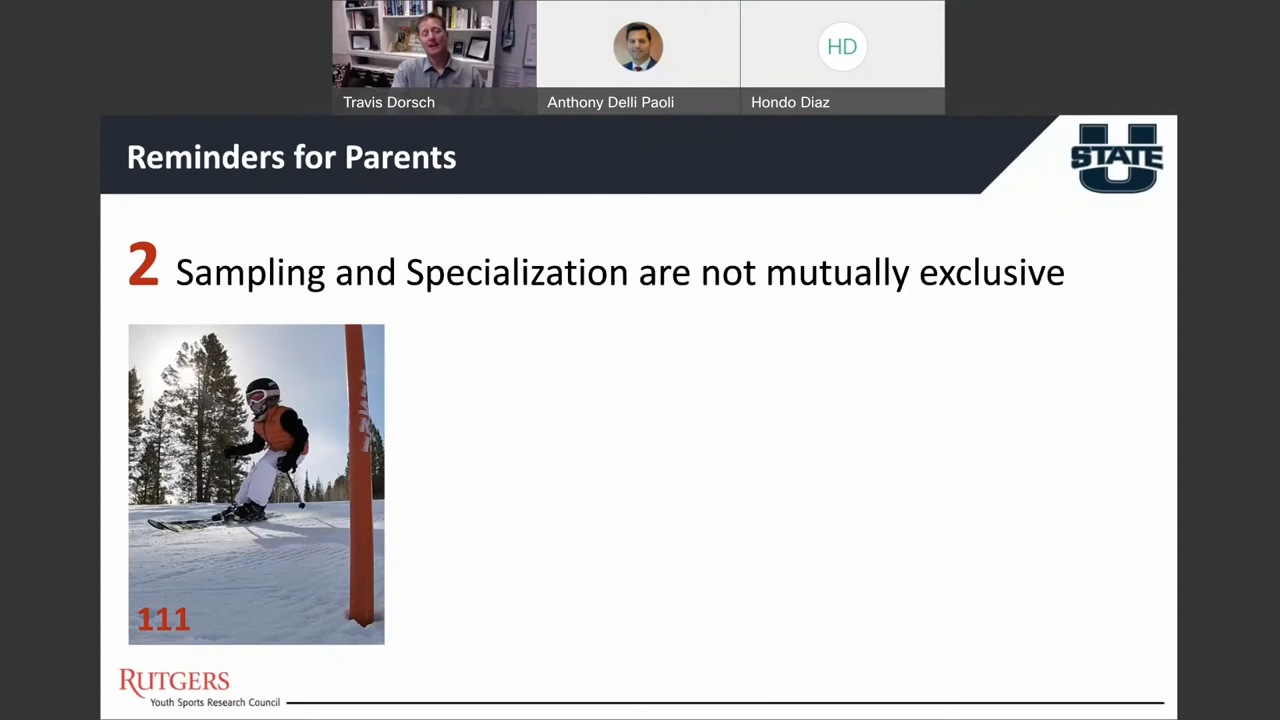 Travis Dorsch
Anthony Delli Paoli
HD
Hondo Diaz
Reminders for Parents
U
STATE
2 Sampling and Specialization are not mutually exclusive
111
RUTGERS
Youth Sports Research Council